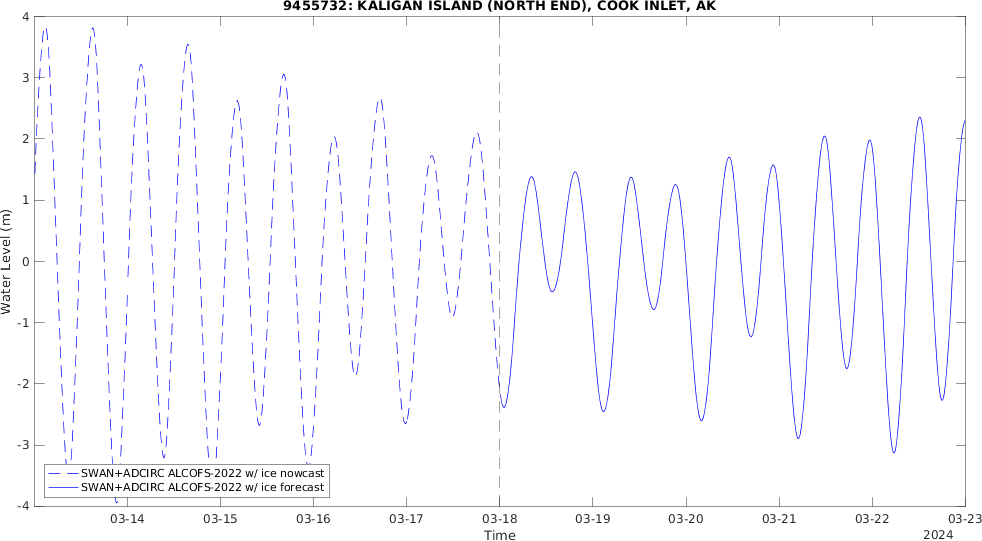 9455732: KALIGAN ISLAND (NORTH END), COOK INLET, AK
4
3
2
1
0
-1
-2
-3
-4
Water Level (m)
SWAN+ADCIRC ALCOFS-2022 w/ ice nowcast
SWAN+ADCIRC ALCOFS-2022 w/ ice forecast
03-14 03-15 03-16 03-17 03-18 03-19 03-20 03-21 03-22 03-23
Time
2024